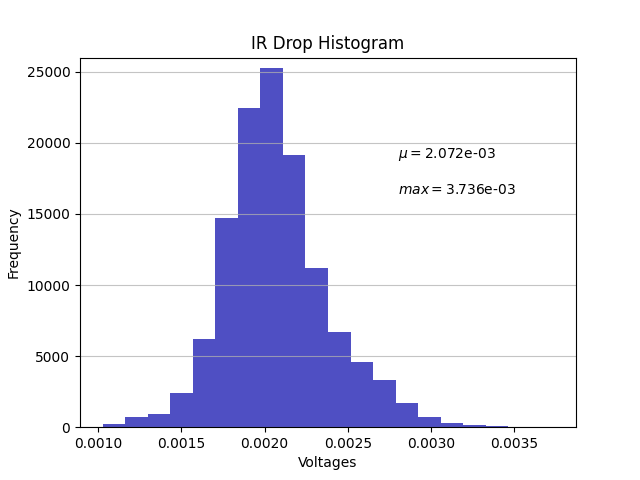 IR Drop Histogram
25000
20000
15000
10000
5000
0
Frequency
μ = 2.072e-03
max = 3.736e-03
0.0010 0.0015 0.0020 0.0025 0.0030 0.0035
Voltages